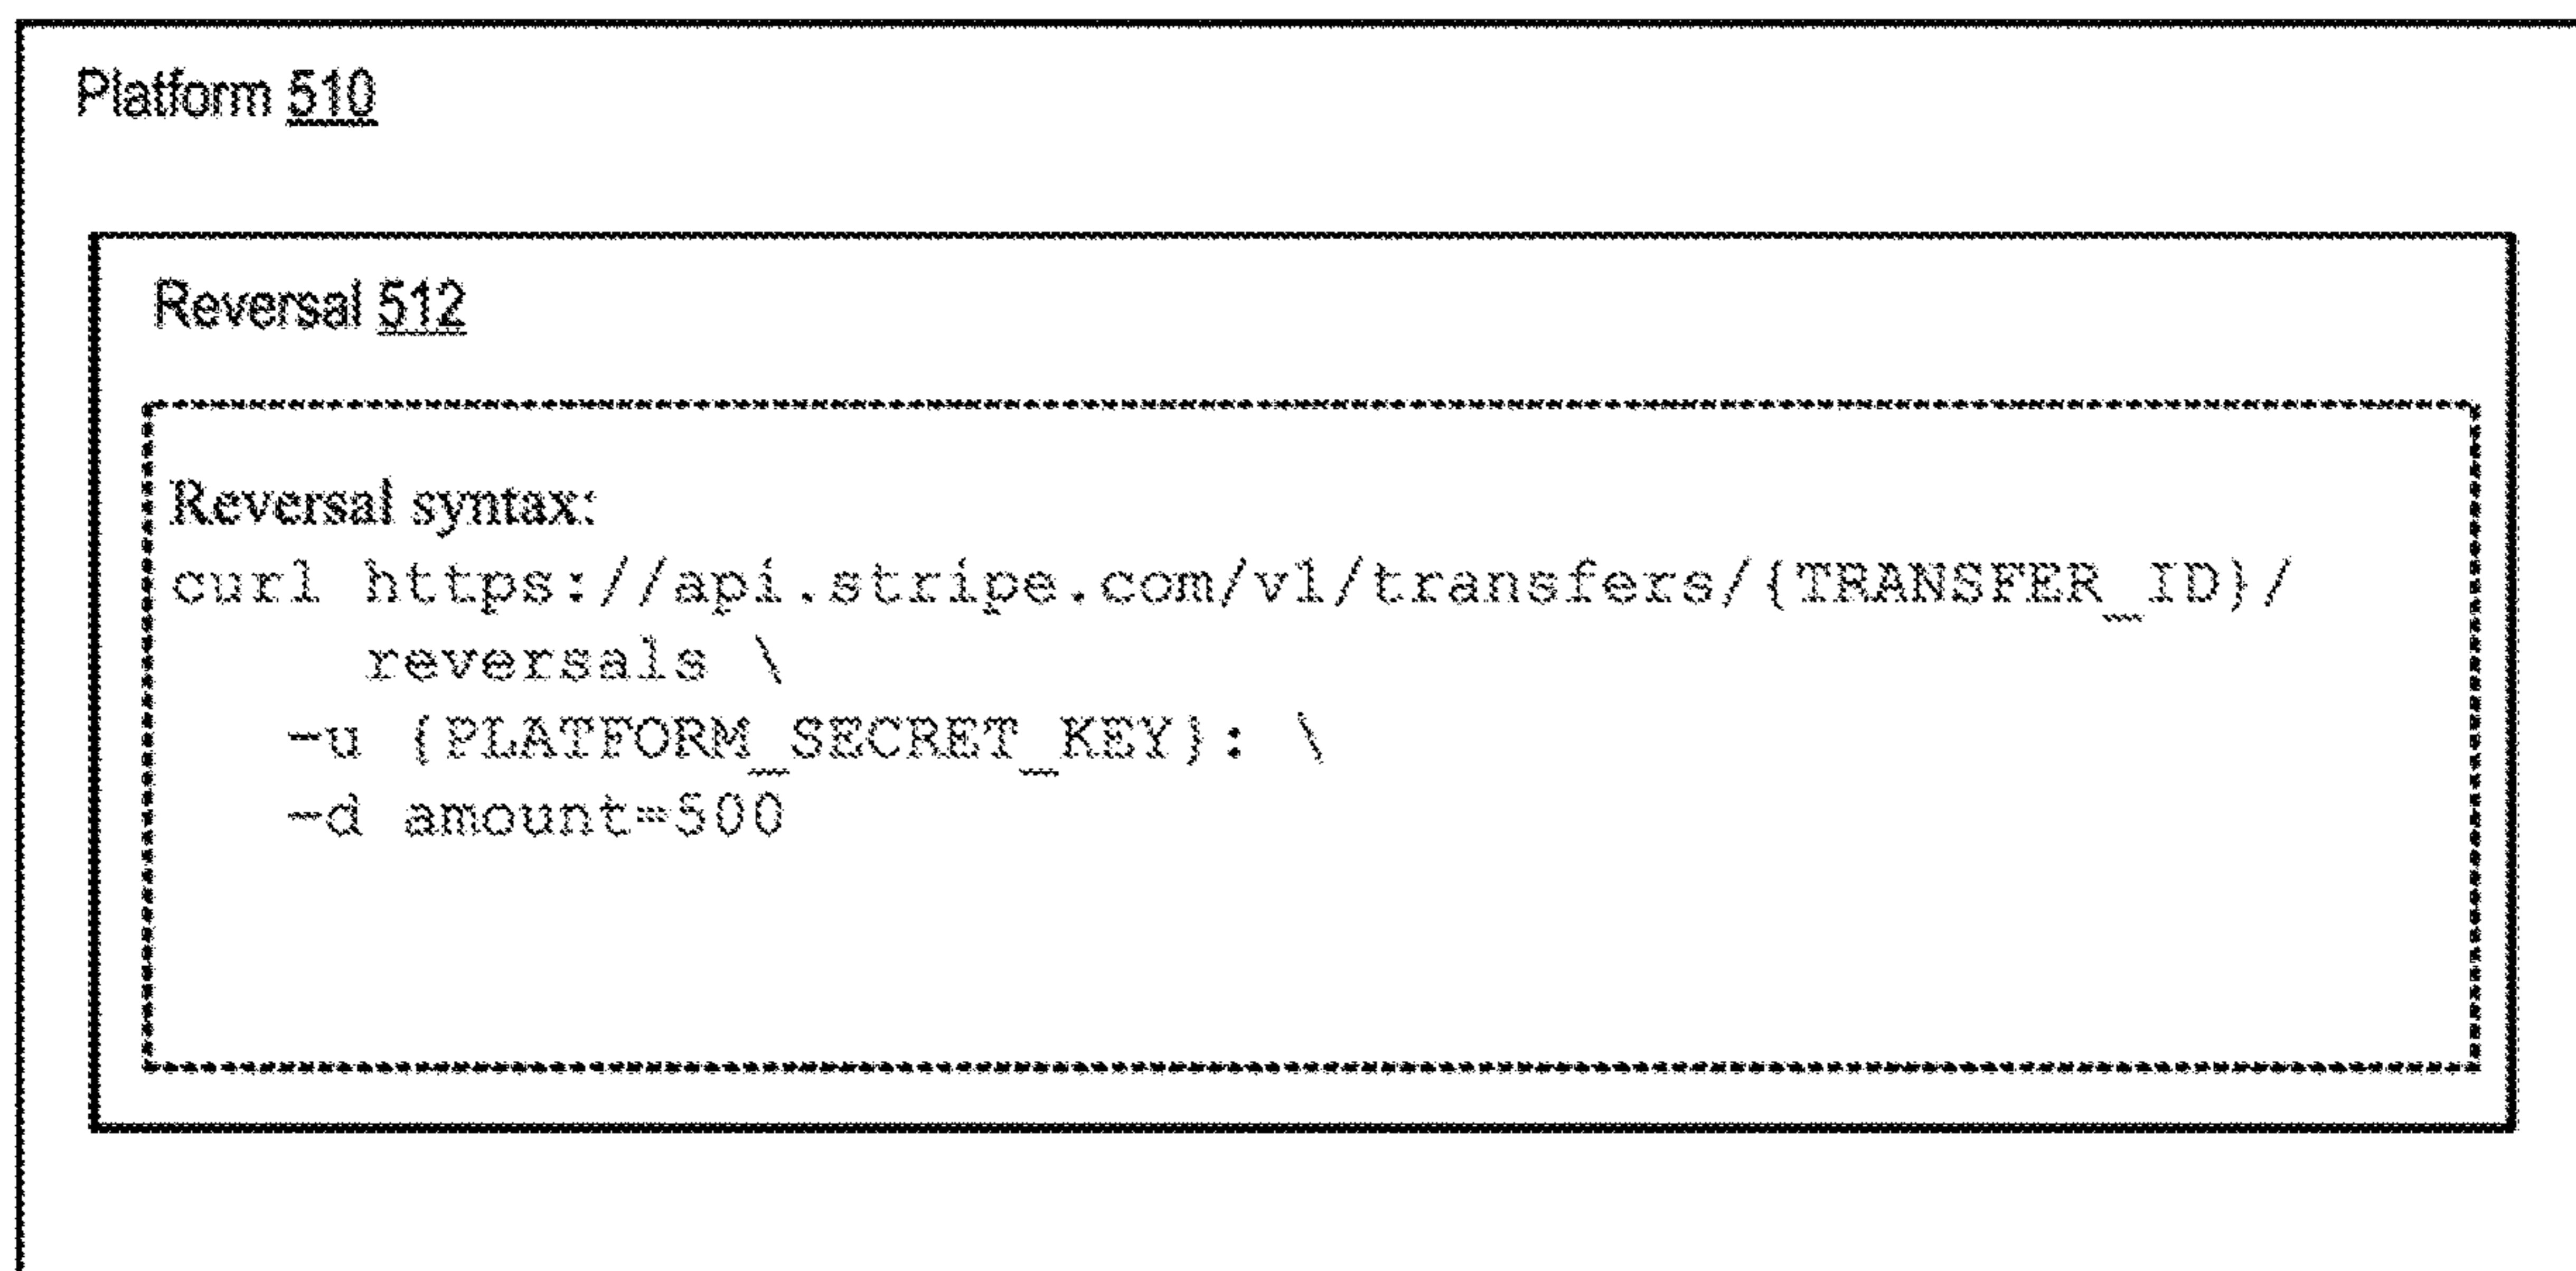 Platform 510
Reversal 512
Reversal syntax:
curl https://api.stripe.com/v1/transfers/{TRANSFER_ID}/
reversals \
-u {PLATFORM_SECRET_KEY}: \
-d amount=500